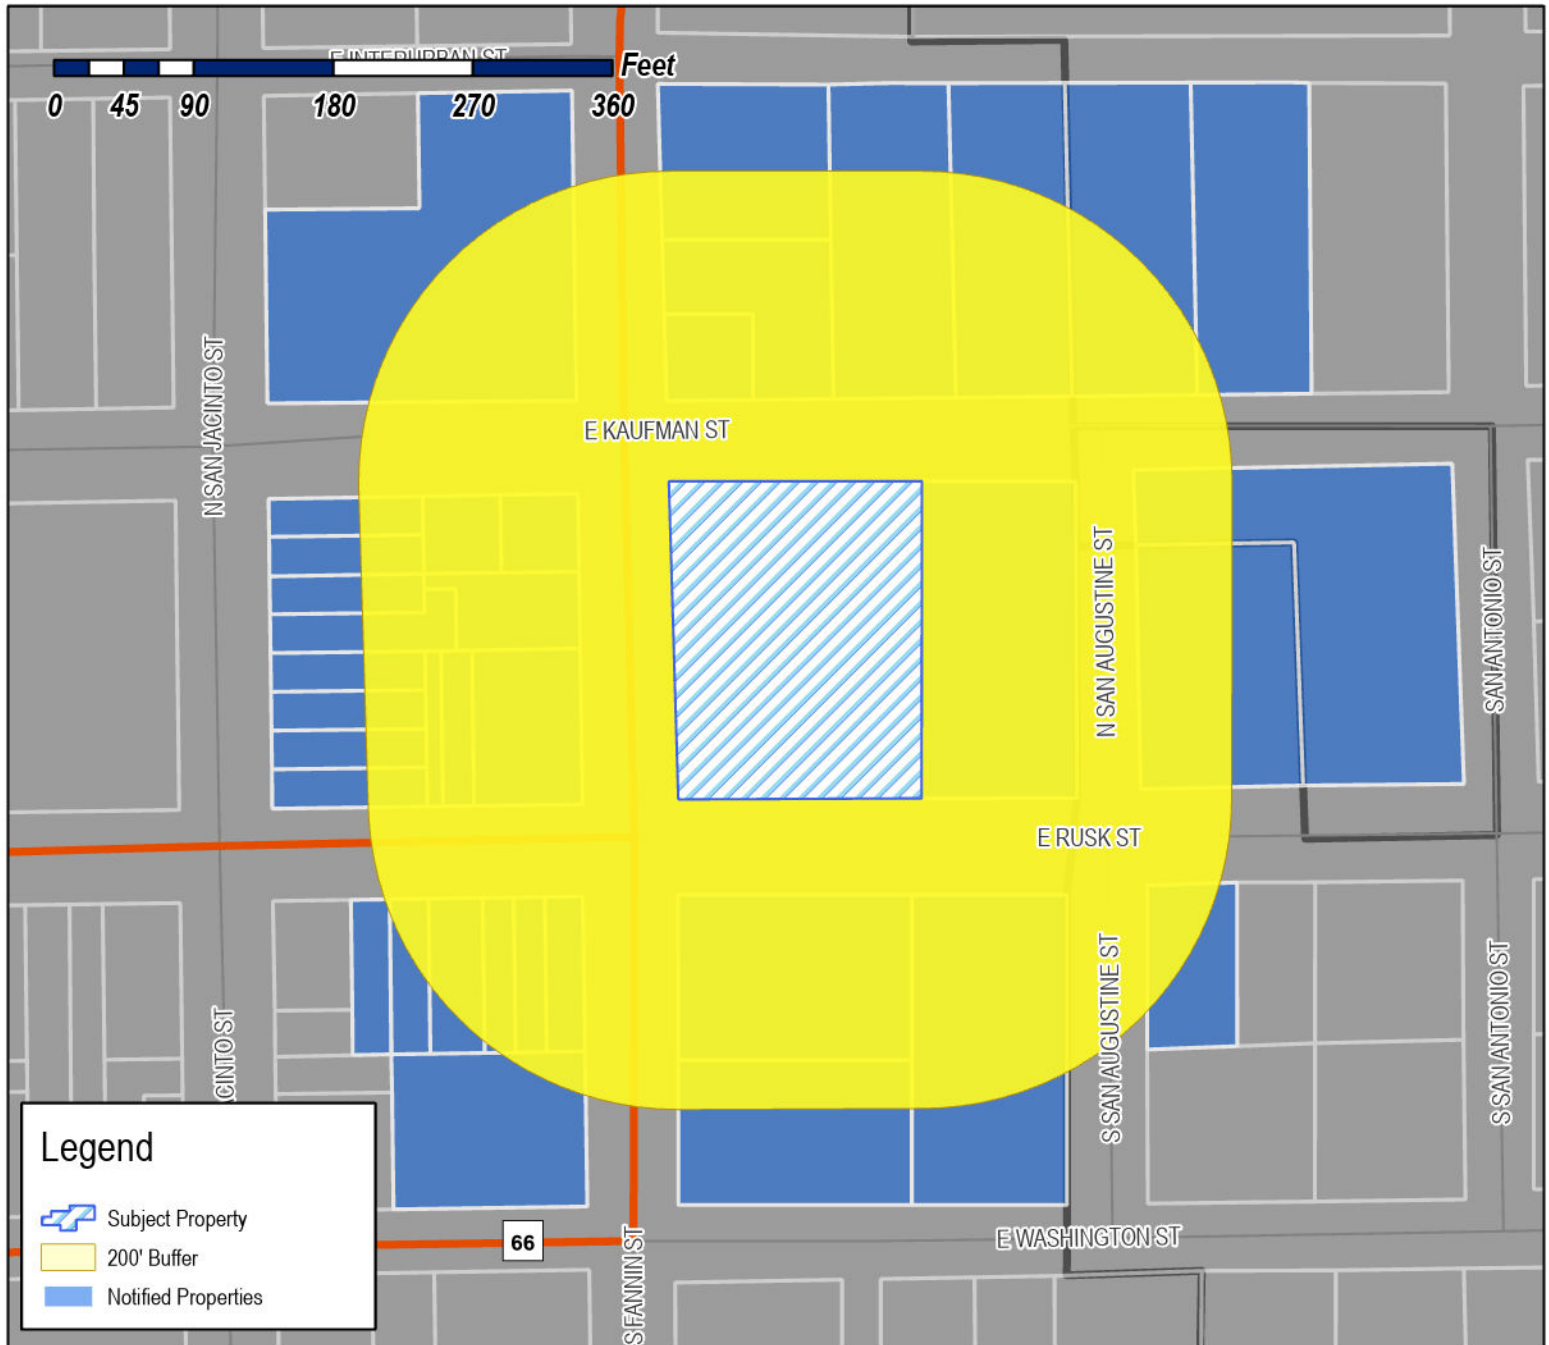 E INTERURBAN ST
Feet
0 45 90 180 270 360
N SAN JACINTO ST
E KAUFMAN ST
N SAN AUGUSTINE ST
SAN ANTONIO ST
E RUSK ST
S SAN AUGUSTINE ST
S SAN ANTONIO ST
CINTO ST
Legend
Subject Property
200' Buffer
Notified Properties
66
E WASHINGTON ST
S FANNIN ST